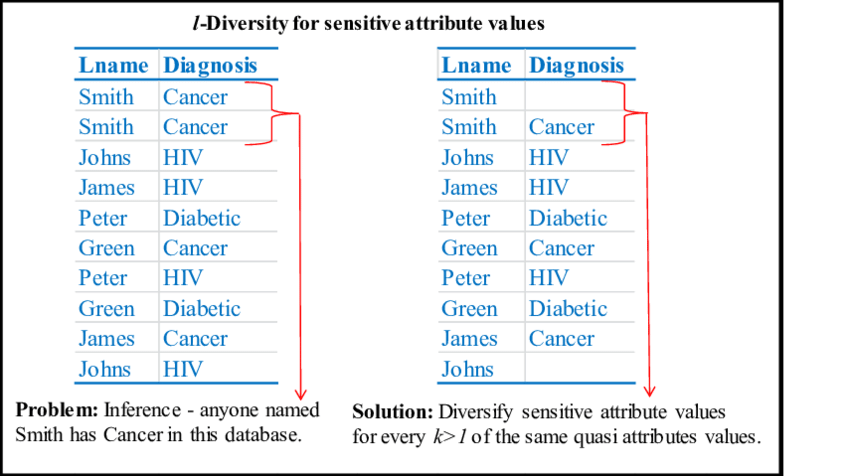 l-Diversity for sensitive attribute values
Lname Diagnosis
Smith Cancer
Smith Cancer
Johns HIV
James HIV
Peter Diabetic
Green Cancer
Peter HIV
Green Diabetic
James Cancer
Johns HIV
Problem: Inference - anyone named
Smith has Cancer in this database.
Lname Diagnosis
Smith
Smith Cancer
Johns HIV
James HIV
Peter Diabetic
Green Cancer
Peter HIV
Green Diabetic
James Cancer
Johns
Solution: Diversify sensitive attribute values
for every k>1 of the same quasi attributes values.